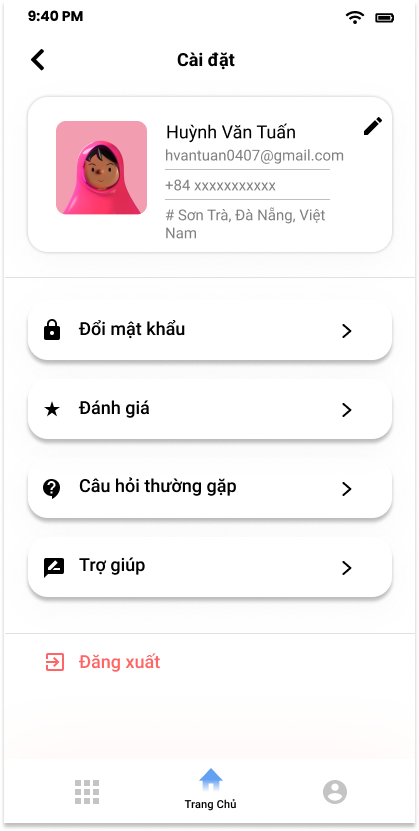 9:40 PM
Cài đặt
Huỳnh Văn Tuấn
hvantuan0407@gmail.com
+84 xxxxxxxxxxx
# Sơn Trà, Đà Nẵng, Việt
Nam
Đổi mật khẩu
Đánh giá
Câu hỏi thường gặp
Trợ giúp
Đăng xuất
Trang Chủ